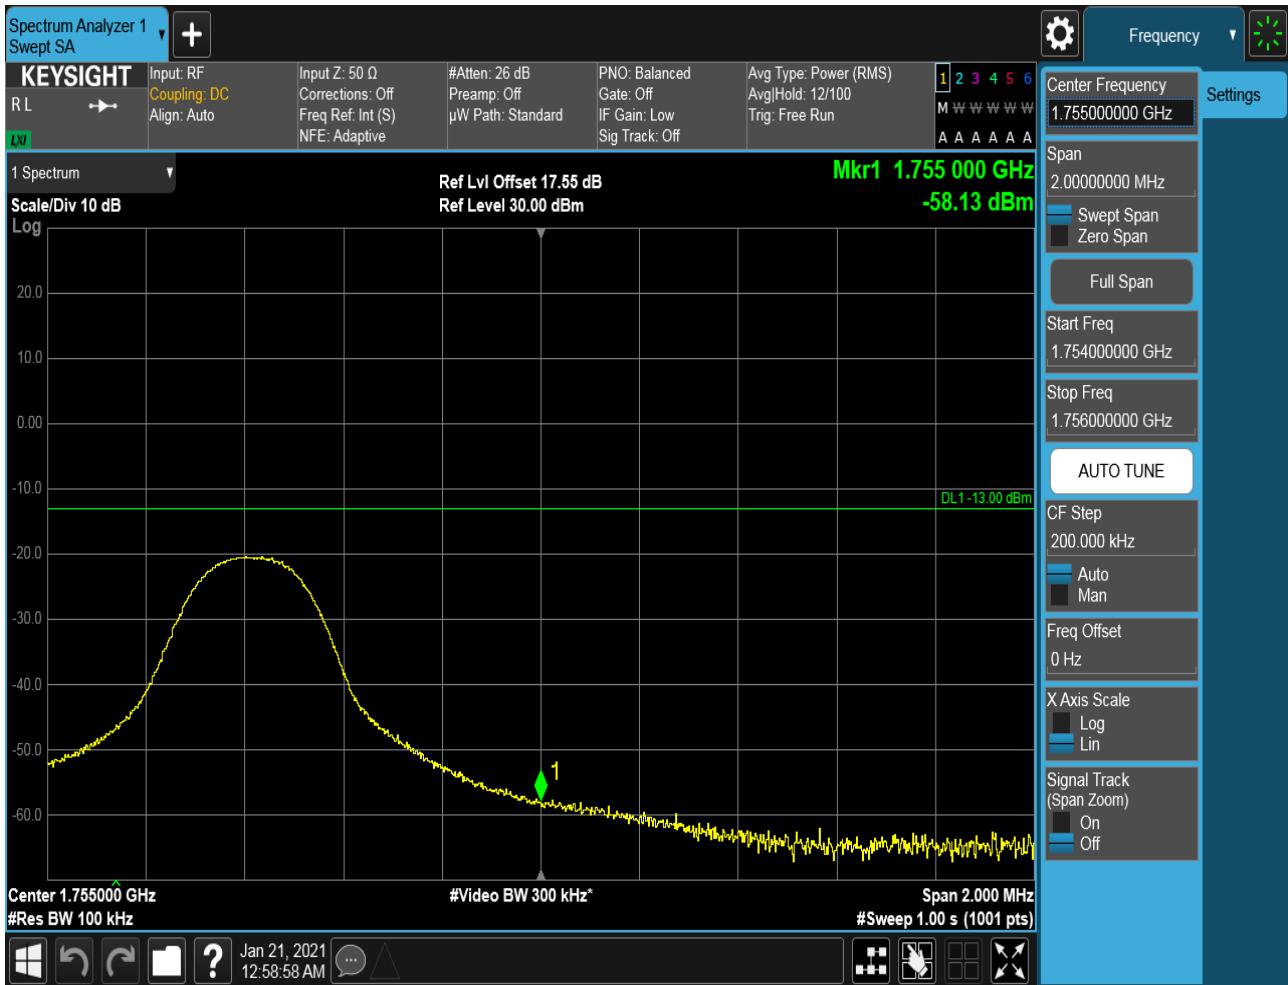 Spectrum Analyzer 1
Swept SA
Frequency
KEYSIGHT
R L
LXI
Input: RF
Coupling: DC
Align: Auto
Input Z: 50 Ω
Corrections: Off
Freq Ref: Int (S)
NFE: Adaptive
#Atten: 26 dB
Preamp: Off
µW Path: Standard
PNO: Balanced
Gate: Off
IF Gain: Low
Sig Track: Off
Avg Type: Power (RMS)
Avg|Hold: 12/100
Trig: Free Run
1 2 3 4 5 6
M W W W W W
A A A A A A
1 Spectrum
Scale/Div 10 dB
Log
Ref Lvl Offset 17.55 dB
Ref Level 30.00 dBm
Mkr1 1.755 000 GHz
-58.13 dBm
20.0
10.0
0.00
-10.0
DL1 -13.00 dBm
-20.0
-30.0
-40.0
-50.0
1
-60.0
Center 1.755000 GHz
#Video BW 300 kHz*
Span 2.000 MHz
#Res BW 100 kHz
#Sweep 1.00 s (1001 pts)
?
Jan 21, 2021
12:58:58 AM
Center Frequency
1.755000000 GHz
Settings
Span
2.00000000 MHz
Swept Span
Zero Span
Full Span
Start Freq
1.754000000 GHz
Stop Freq
1.756000000 GHz
AUTO TUNE
CF Step
200.000 kHz
Auto
Man
Freq Offset
0 Hz
X Axis Scale
Log
Lin
Signal Track
(Span Zoom)
On
Off